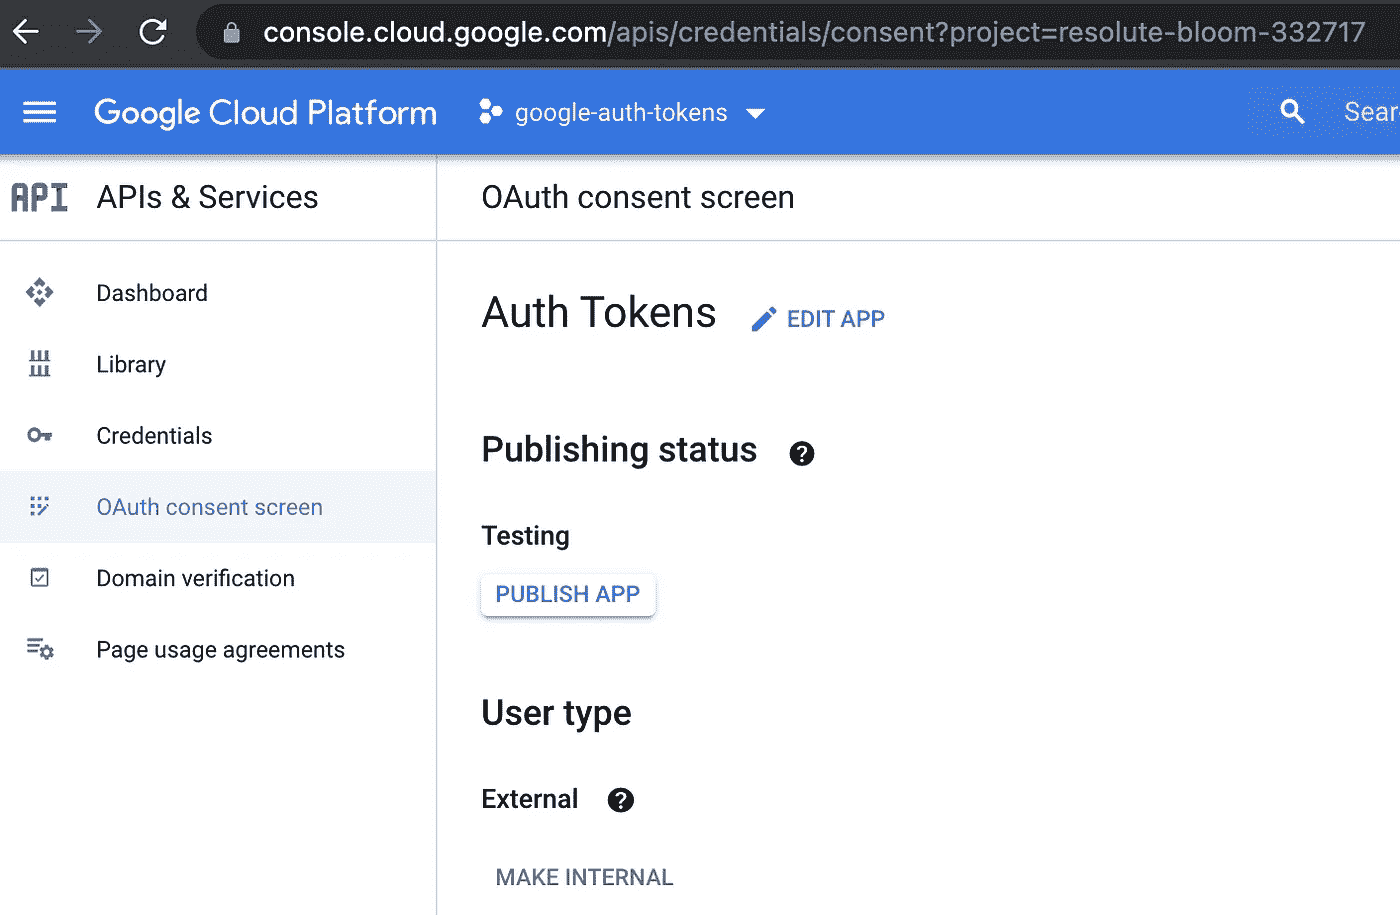 console.cloud.google.com/apis/credentials/consent?project=resolute-bloom-332717
Google Cloud Platform
google-auth-tokens
Sear
API
APIs & Services
OAuth consent screen
Dashboard
Library
Credentials
OAuth consent screen
Domain verification
Page usage agreements
Auth Tokens
EDIT APP
Publishing status
?
Testing
PUBLISH APP
User type
External
?
MAKE INTERNAL